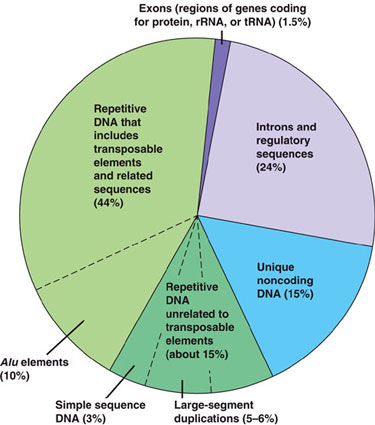 Exons (regions of genes coding
for protein, rRNA, or tRNA) (1.5%)
Repetitive
DNA that
includes
transposable
elements
and related
sequences
(44%)
Introns and
regulatory
sequences
(24%)
Unique
noncoding
DNA (15%)
Repetitive
DNA
unrelated to
transposable
elements
(about 15%)
Alu elements
(10%)
Simple sequence
DNA (3%)
Large-segment
duplications (5–6%)